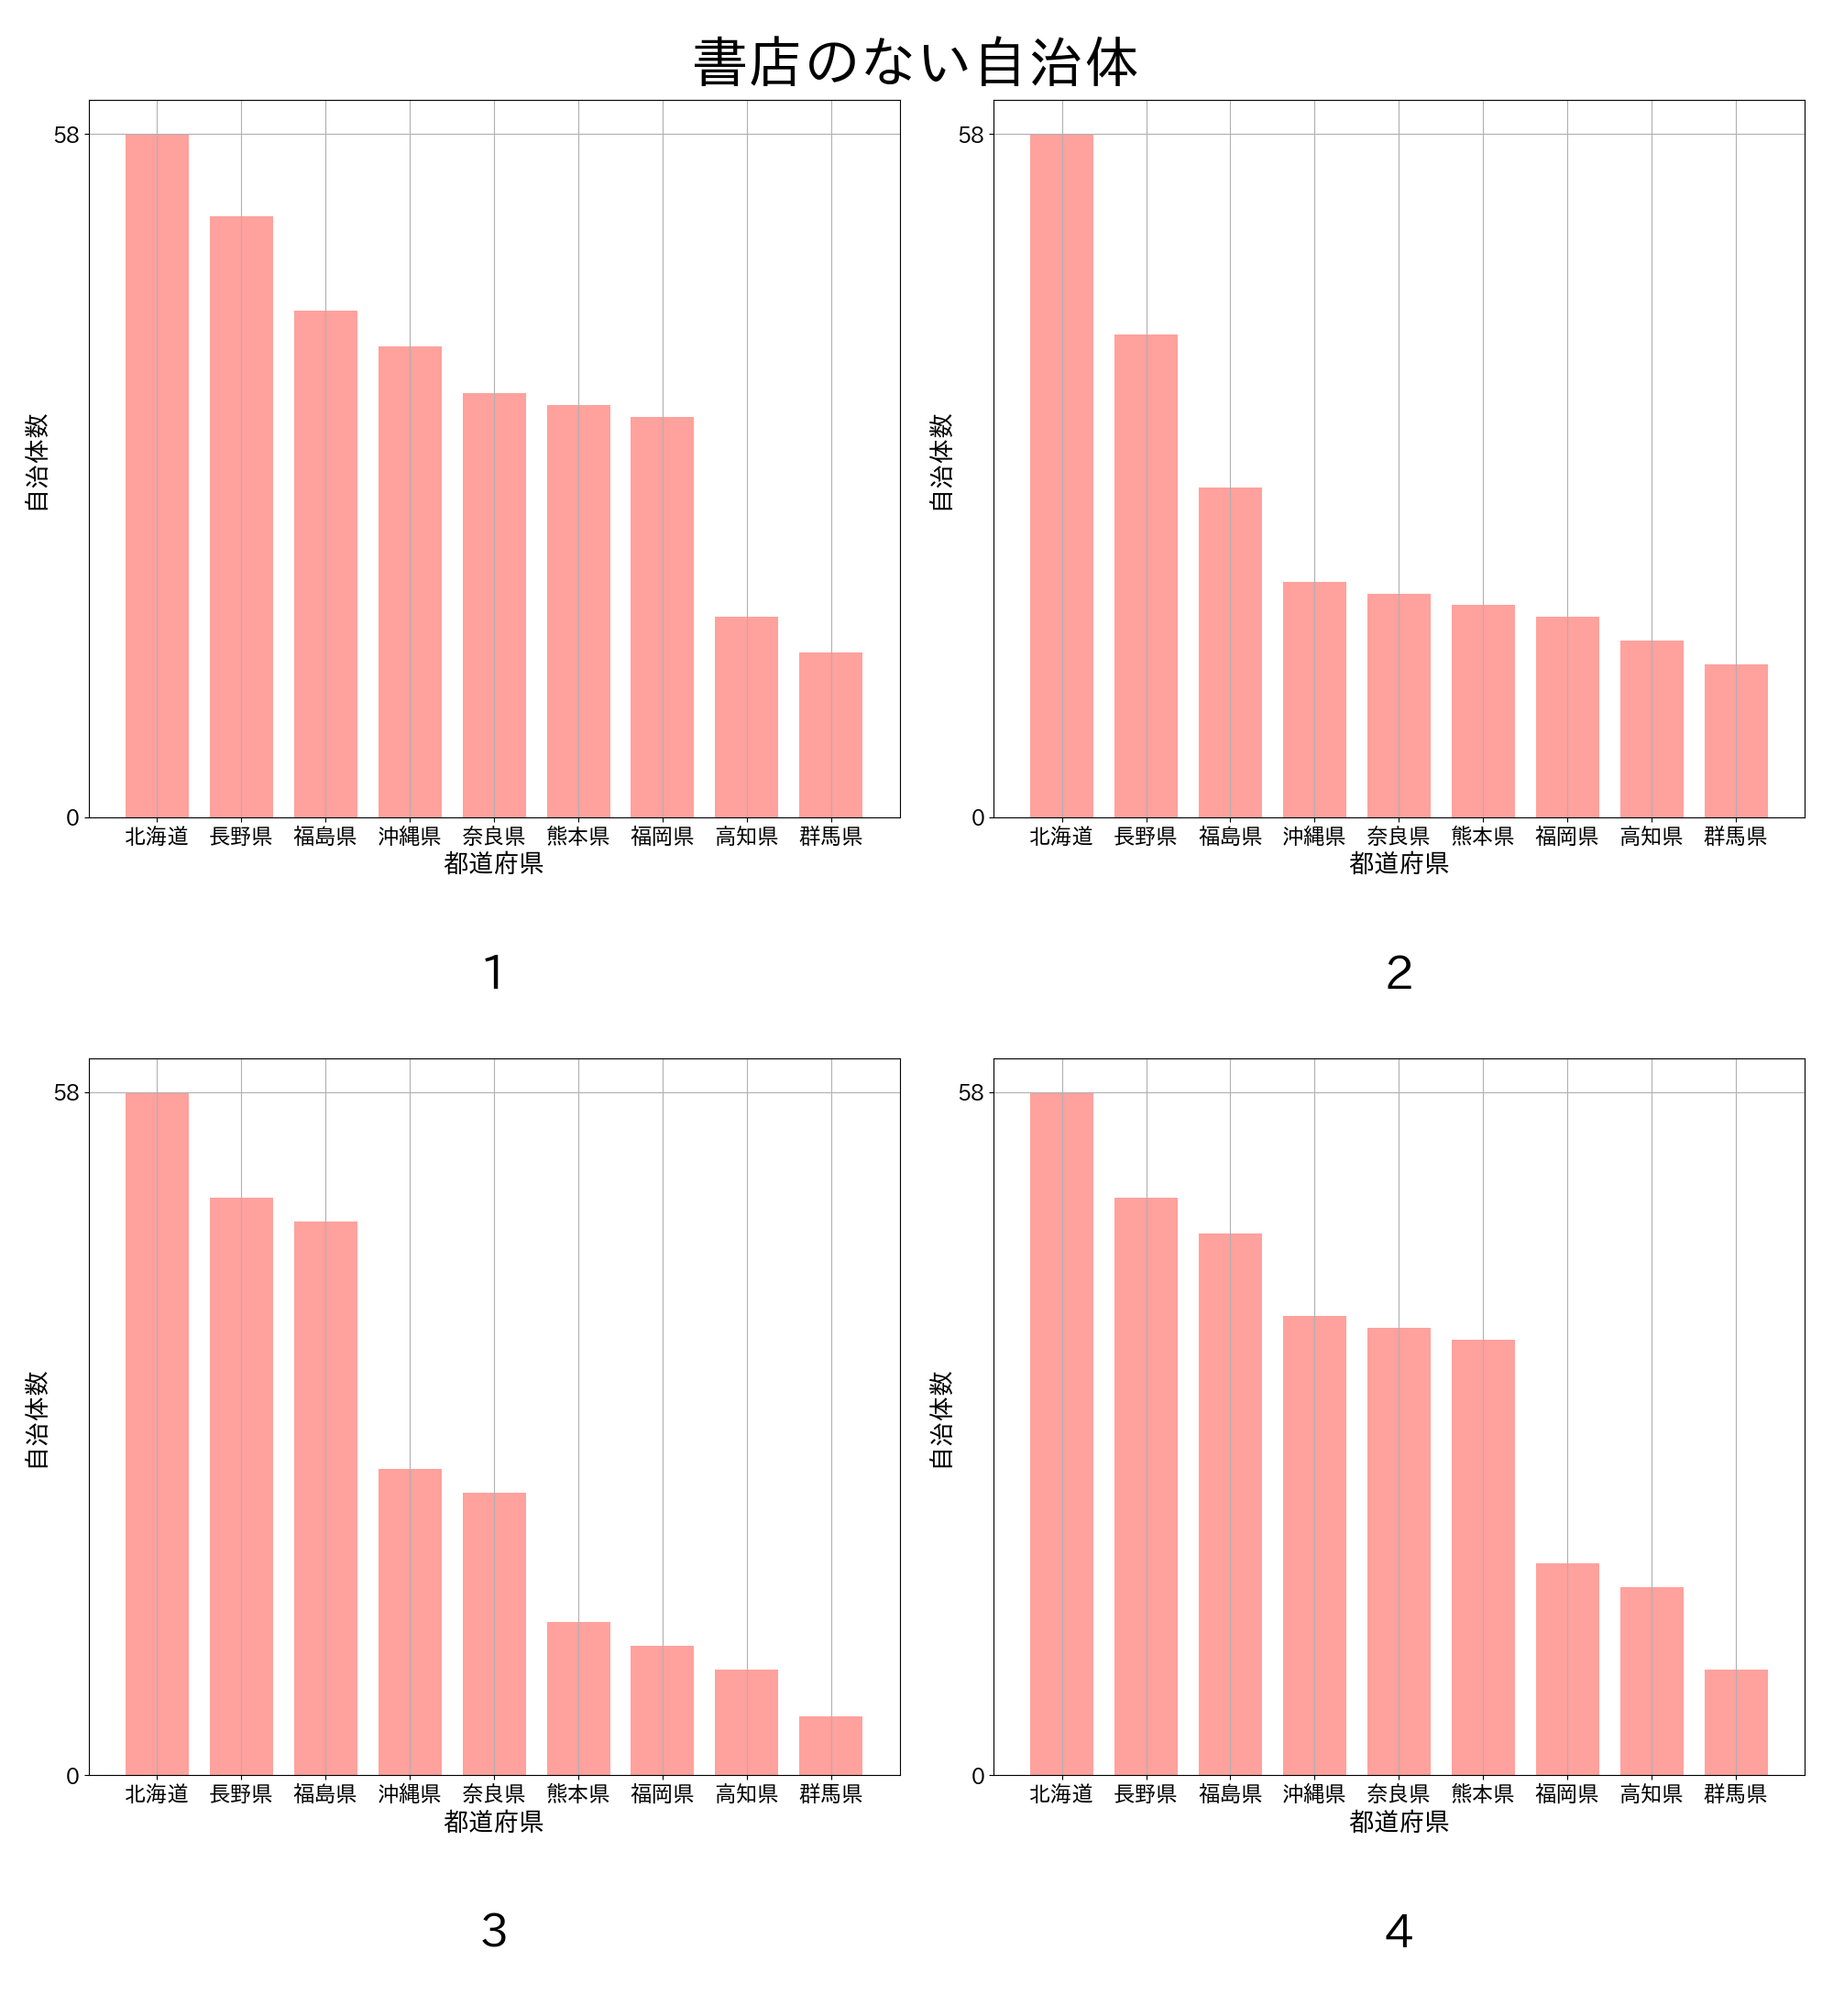 書店のない自治体
58
0
自治体数
北海道 長野県 福島県 沖縄県 奈良県 熊本県 福岡県 高知県 群馬県
都道府県
1
58
0
自治体数
北海道 長野県 福島県 沖縄県 奈良県 熊本県 福岡県 高知県 群馬県
都道府県
2
58
0
自治体数
北海道 長野県 福島県 沖縄県 奈良県 熊本県 福岡県 高知県 群馬県
都道府県
3
58
0
自治体数
北海道 長野県 福島県 沖縄県 奈良県 熊本県 福岡県 高知県 群馬県
都道府県
4